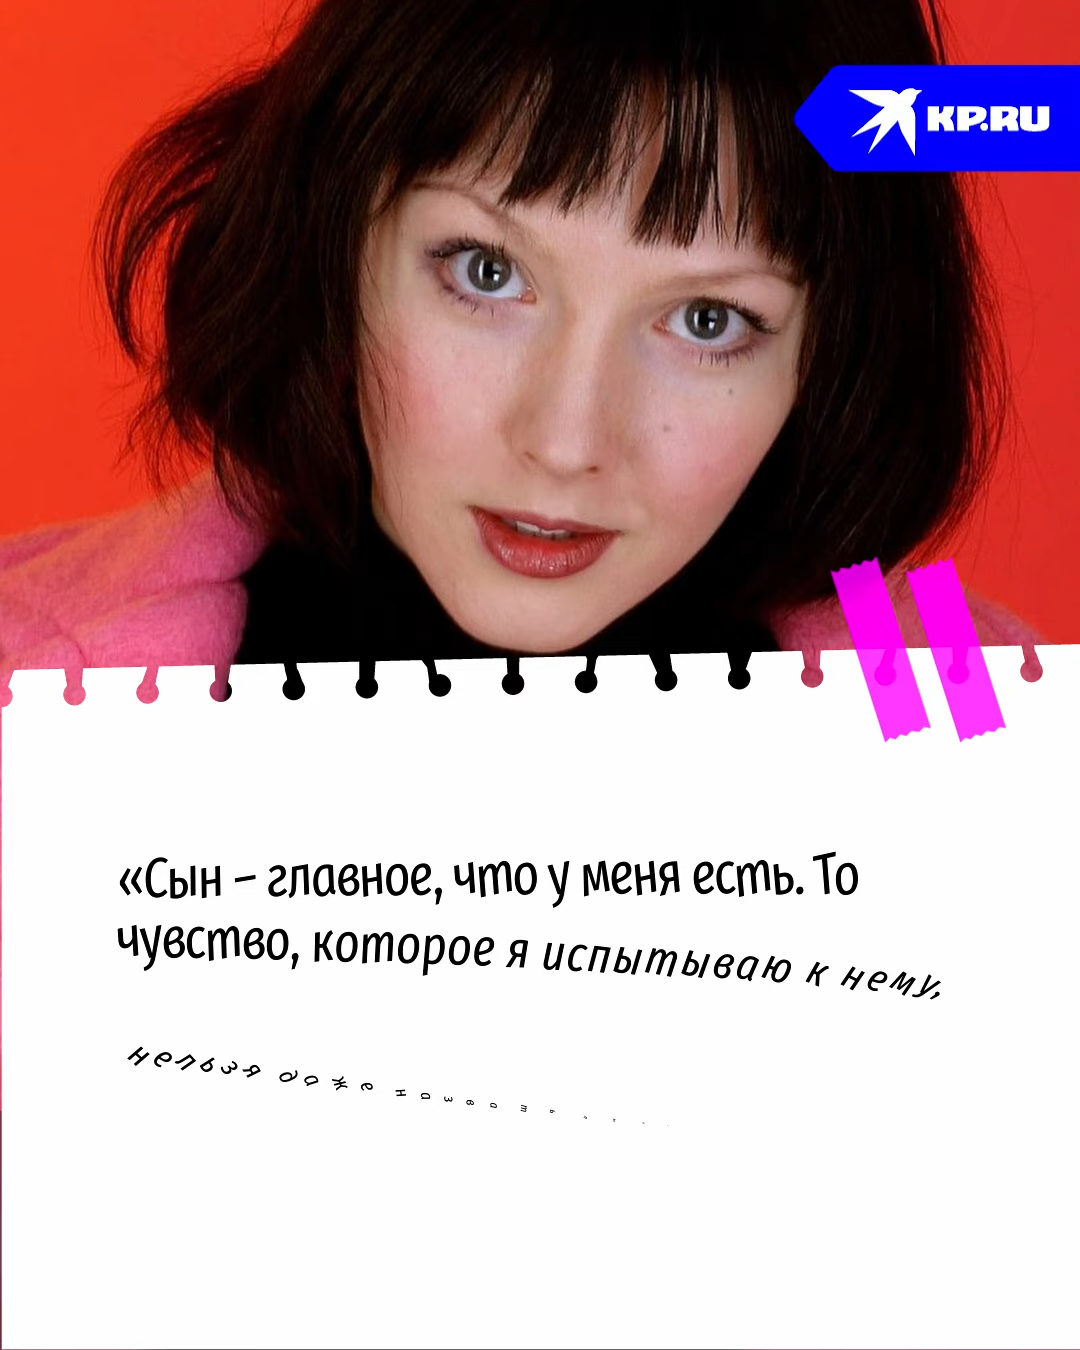 KP.RU
«Сын – главное, что у меня есть. То
чувство, которое я испытываю к нему,
нельзя даже назвать